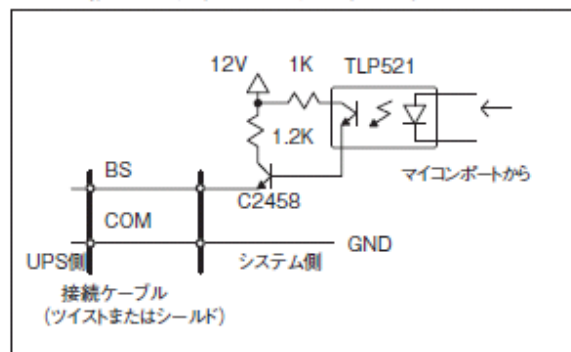 12V
1K
TLP521
1.2K
BS
C2458
マイコンポートから
COM
GND
UPS側
システム側
接続ケーブル
(ツイストまたはシールド)